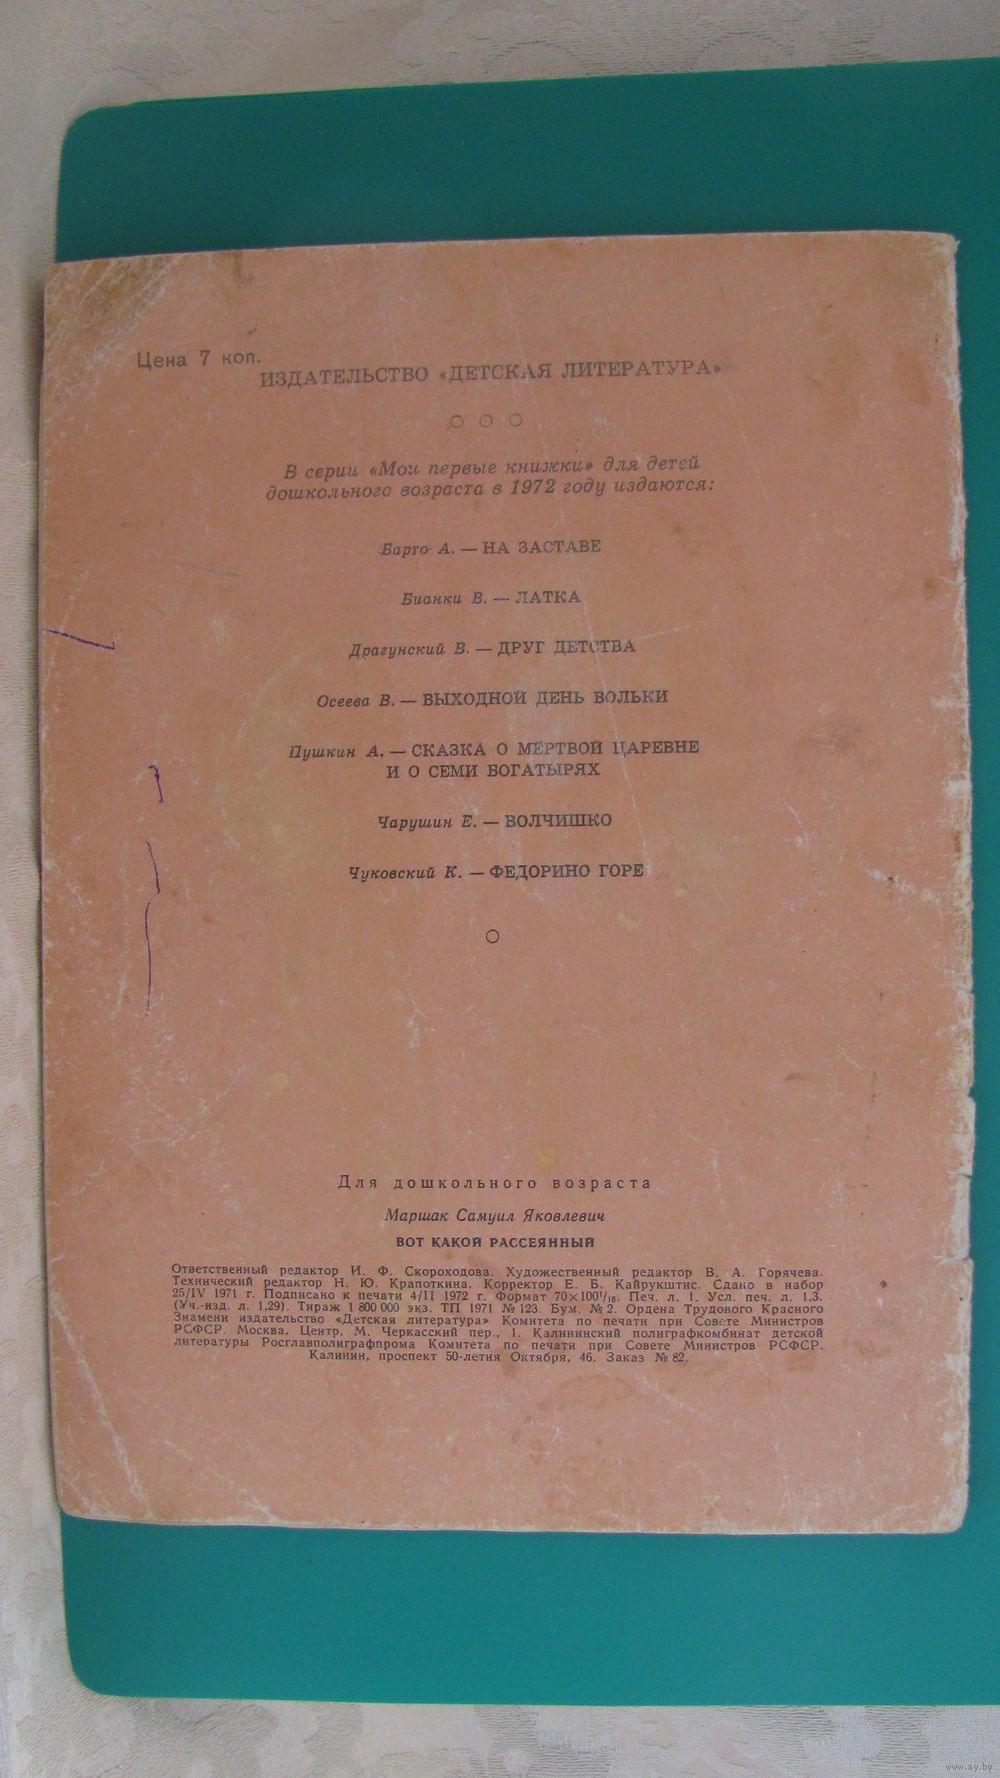 Цена 7 коп.
ИЗДАТЕЛЬСТВО «ДЕТСКАЯ ЛИТЕРАТУРА»
В серии «Мои первые книжки» для детей
дошкольного возраста в 1972 году издаются:
Барто А. — НА ЗАСТАВЕ
Бианки В. — ЛАТКА
Драгунский В. — ДРУГ ДЕТСТВА
Осеева В. — ВЫХОДНОЙ ДЕНЬ ВОЛЬКИ
Пушкин А. — СКАЗКА О МЁРТВОЙ ЦАРЕВНЕ
И О СЕМИ БОГАТЫРЯХ
Чарушин Е. — ВОЛЧИШКО
Чуковский К. — ФЕДОРИНО ГОРЕ
Для дошкольного возраста
Маршак Самуил Яковлевич
ВОТ КАКОЙ РАССЕЯННЫЙ
Ответственный редактор И. Ф. Скороходова. Художественный редактор В. А. Горячева.
Технический редактор Н. Ю. Крапоткина. Корректор Е. Б. Кайрукштис. Сдано в набор
25/IV 1971 г. Подписано к печати 4/II 1972 г. Формат 70×100¹/₁₆. Печ. л. 1. Усл. печ. л. 1,3.
(Уч.-изд. л. 1,29). Тираж 1 800 000 экз. ТП 1971 № 123. Бум. № 2. Ордена Трудового Красного
Знамени издательство «Детская литература» Комитета по печати при Совете Министров
РСФСР. Москва, Центр, М. Черкасский пер., 1. Калининский полиграфкомбинат детской
литературы Росглавполиграфпрома Комитета по печати при Совете Министров РСФСР.
Калинин, проспект 50-летия Октября, 46. Заказ № 82.
www.ay.by